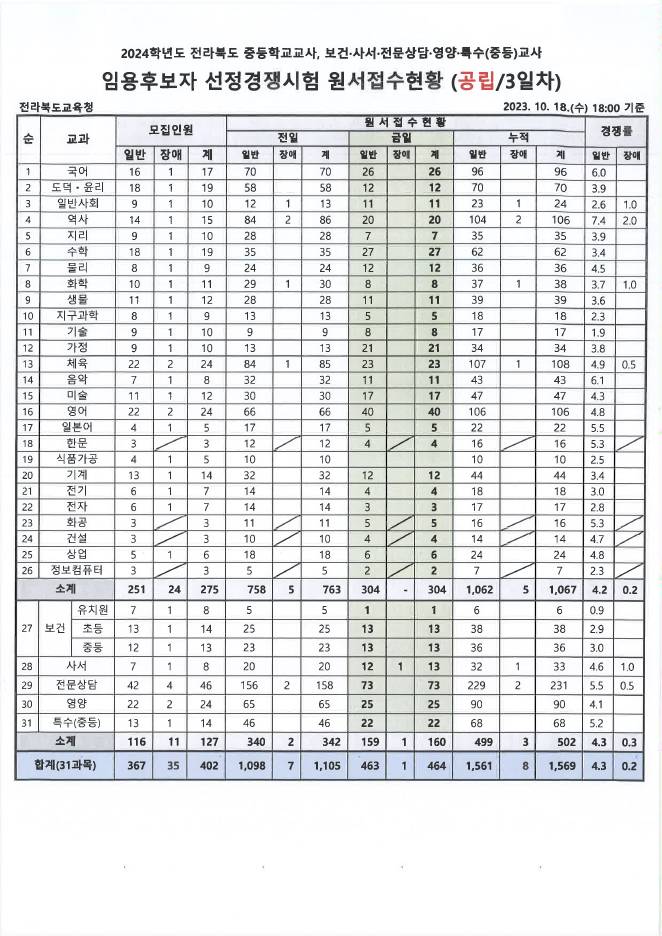 2024학년도 전라북도 중등학교교사, 보건·사서·전문상담·영양·특수(중등)교사
임용후보자 선정경쟁시험 원서접수현황 (공립/3일차)
전라북도교육청 2023. 10. 18.(수) 18:00 기준
순 교과 모집인원 원서접수현황 경쟁률
전일 금일 누적
일반 장애 계 일반 장애 계 일반 장애 계 일반 장애 계 일반 장애
1 국어 16 1 17 70 70 26 26 96 96 6.0
2 도덕·윤리 18 1 19 58 58 12 12 70 70 3.9
3 일반사회 9 1 10 12 1 13 11 11 23 1 24 2.6 1.0
4 역사 14 1 15 84 2 86 20 20 104 2 106 7.4 2.0
5 지리 9 1 10 28 28 7 7 35 35 3.9
6 수학 18 1 19 35 35 27 27 62 62 3.4
7 물리 8 1 9 24 24 12 12 36 36 4.5
8 화학 10 1 11 29 1 30 8 8 37 1 38 3.7 1.0
9 생물 11 1 12 28 28 11 11 39 39 3.6
10 지구과학 8 1 9 13 13 5 5 18 18 2.3
11 기술 9 1 10 9 9 8 8 17 17 1.9
12 가정 9 1 10 13 13 21 21 34 34 3.8
13 체육 22 2 24 84 1 85 23 23 107 1 108 4.9 0.5
14 음악 7 1 8 32 32 11 11 43 43 6.1
15 미술 11 1 12 30 30 17 17 47 47 4.3
16 영어 22 2 24 66 66 40 40 106 106 4.8
17 일본어 4 1 5 17 17 5 5 22 22 5.5
18 한문 3 3 12 12 4 4 16 16 5.3
19 식품가공 4 1 5 10 10 10 10 2.5
20 기계 13 1 14 32 32 12 12 44 44 3.4
21 전기 6 1 7 14 14 4 4 18 18 3.0
22 전자 6 1 7 14 14 3 3 17 17 2.8
23 화공 3 3 11 11 5 5 16 16 5.3
24 건설 3 3 10 10 4 4 14 14 4.7
25 상업 5 1 6 18 18 6 6 24 24 4.8
26 정보컴퓨터 3 3 5 5 2 2 7 7 2.3
소계 251 24 275 758 5 763 304 - 304 1,062 5 1,067 4.2 0.2
27 보건 유치원 7 1 8 5 5 1 1 6 6 0.9
초등 13 1 14 25 25 13 13 38 38 2.9
중등 12 1 13 23 23 13 13 36 36 3.0
28 사서 7 1 8 20 20 12 1 13 32 1 33 4.6 1.0
29 전문상담 42 4 46 156 2 158 73 73 229 2 231 5.5 0.5
30 영양 22 2 24 65 65 25 25 90 90 4.1
31 특수(중등) 13 1 14 46 46 22 22 68 68 5.2
소계 116 11 127 340 2 342 159 1 160 499 3 502 4.3 0.3
합계(31과목) 367 35 402 1,098 7 1,105 463 1 464 1,561 8 1,569 4.3 0.2